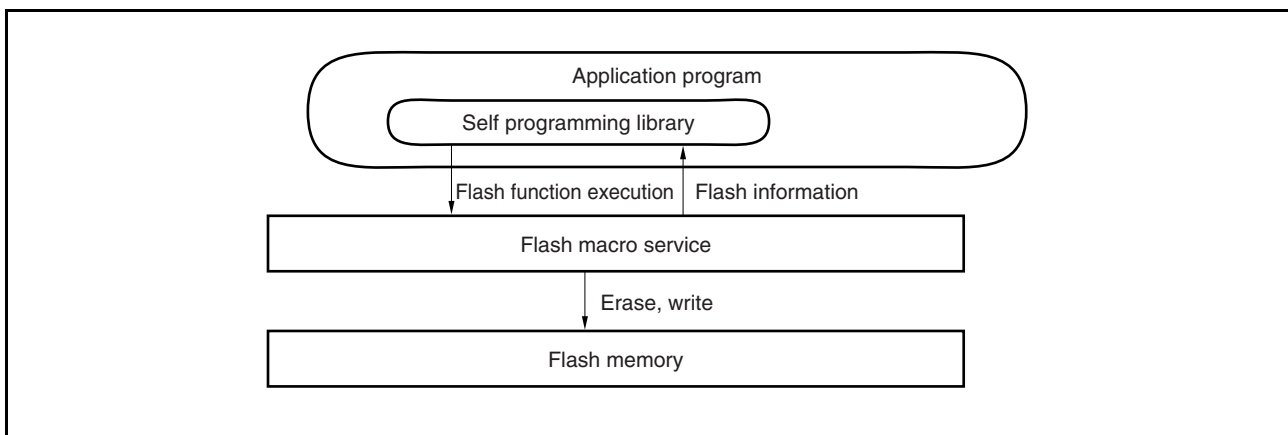 Application program
Self programming library
Flash function execution
Flash information
Flash macro service
Erase, write
Flash memory